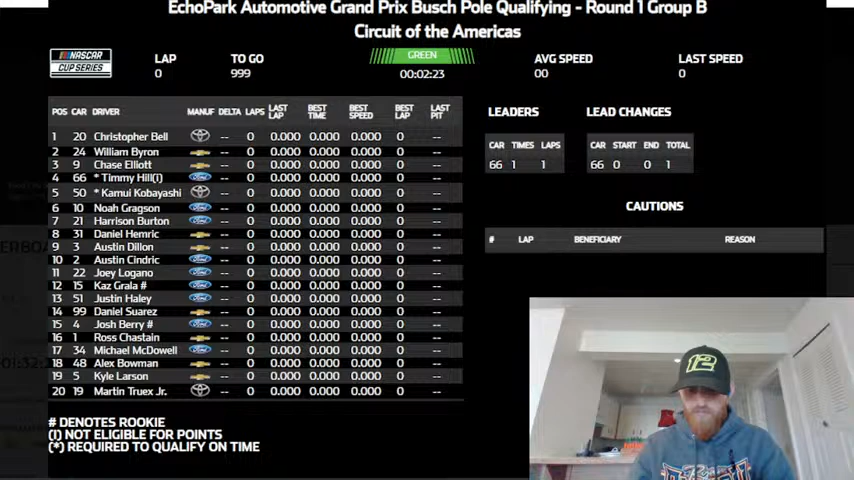 EchoPark Automotive Grand Prix Busch Pole Qualifying - Round 1 Group B
Circuit of the Americas
NASCAR
CUP SERIES
LAP TO GO GREEN AVG SPEED LAST SPEED
0 999 00:02:23 00 0
POS CAR DRIVER MANUF DELTA LAPS LAST LAP BEST TIME BEST SPEED BEST LAP LAST PIT
1 20 Christopher Bell -- 0 0.000 0.000 0.000 0 --
2 24 William Byron -- 0 0.000 0.000 0.000 0 --
3 9 Chase Elliott -- 0 0.000 0.000 0.000 0 --
4 66 * Timmy Hill(i) Ford -- 0 0.000 0.000 0.000 0 --
5 50 * Kamui Kobayashi -- 0 0.000 0.000 0.000 0 --
6 10 Noah Gragson Ford -- 0 0.000 0.000 0.000 0 --
7 21 Harrison Burton Ford -- 0 0.000 0.000 0.000 0 --
8 31 Daniel Hemric -- 0 0.000 0.000 0.000 0 --
9 3 Austin Dillon -- 0 0.000 0.000 0.000 0 --
10 2 Austin Cindric Ford -- 0 0.000 0.000 0.000 0 --
11 22 Joey Logano Ford -- 0 0.000 0.000 0.000 0 --
12 15 Kaz Grala # Ford -- 0 0.000 0.000 0.000 0 --
13 51 Justin Haley Ford -- 0 0.000 0.000 0.000 0 --
14 99 Daniel Suarez -- 0 0.000 0.000 0.000 0 --
15 4 Josh Berry # Ford -- 0 0.000 0.000 0.000 0 --
16 1 Ross Chastain -- 0 0.000 0.000 0.000 0 --
17 34 Michael McDowell Ford -- 0 0.000 0.000 0.000 0 --
18 48 Alex Bowman -- 0 0.000 0.000 0.000 0 --
19 5 Kyle Larson -- 0 0.000 0.000 0.000 0 --
20 19 Martin Truex Jr. -- 0 0.000 0.000 0.000 0 --
# DENOTES ROOKIE
(i) NOT ELIGIBLE FOR POINTS
(*) REQUIRED TO QUALIFY ON TIME
LEADERS LEAD CHANGES
CAR TIMES LAPS CAR START END TOTAL
66 1 1 66 0 0 1
CAUTIONS
# LAP BENEFICIARY REASON
12